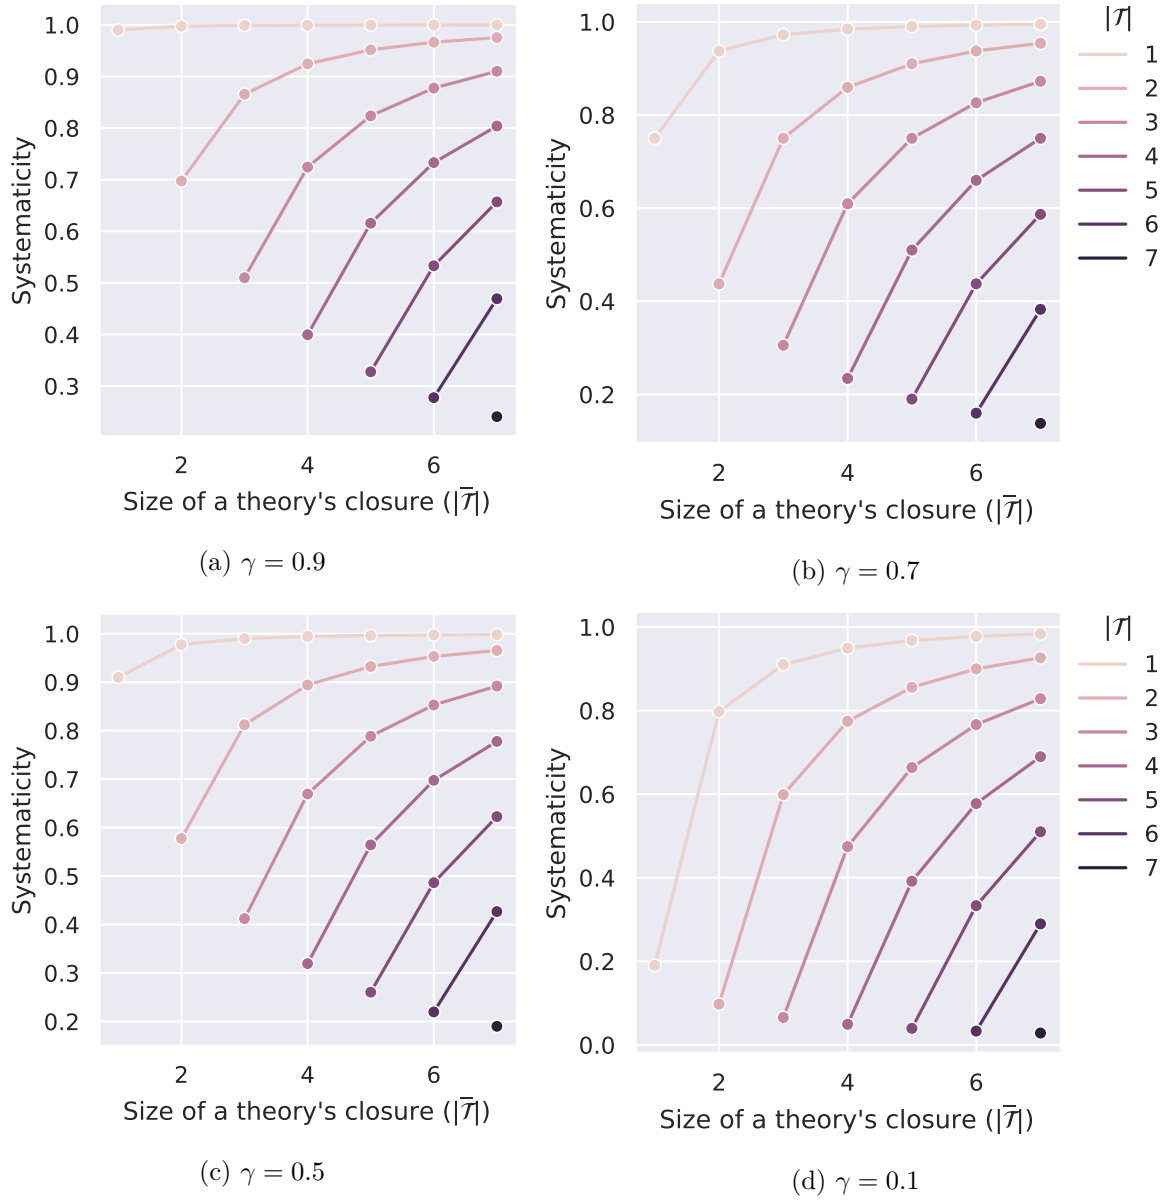 1.0
0.9
0.8
0.7
0.6
0.5
0.4
0.3
Systematicity
2 4 6
Size of a theory's closure (|𝒯̅|)
(a) γ = 0.9
1.0
0.8
0.6
0.4
0.2
Systematicity
2 4 6
Size of a theory's closure (|𝒯̅|)
(b) γ = 0.7
|𝒯|
1
2
3
4
5
6
7
1.0
0.9
0.8
0.7
0.6
0.5
0.4
0.3
0.2
Systematicity
2 4 6
Size of a theory's closure (|𝒯̅|)
(c) γ = 0.5
1.0
0.8
0.6
0.4
0.2
0.0
Systematicity
2 4 6
Size of a theory's closure (|𝒯̅|)
(d) γ = 0.1
|𝒯|
1
2
3
4
5
6
7